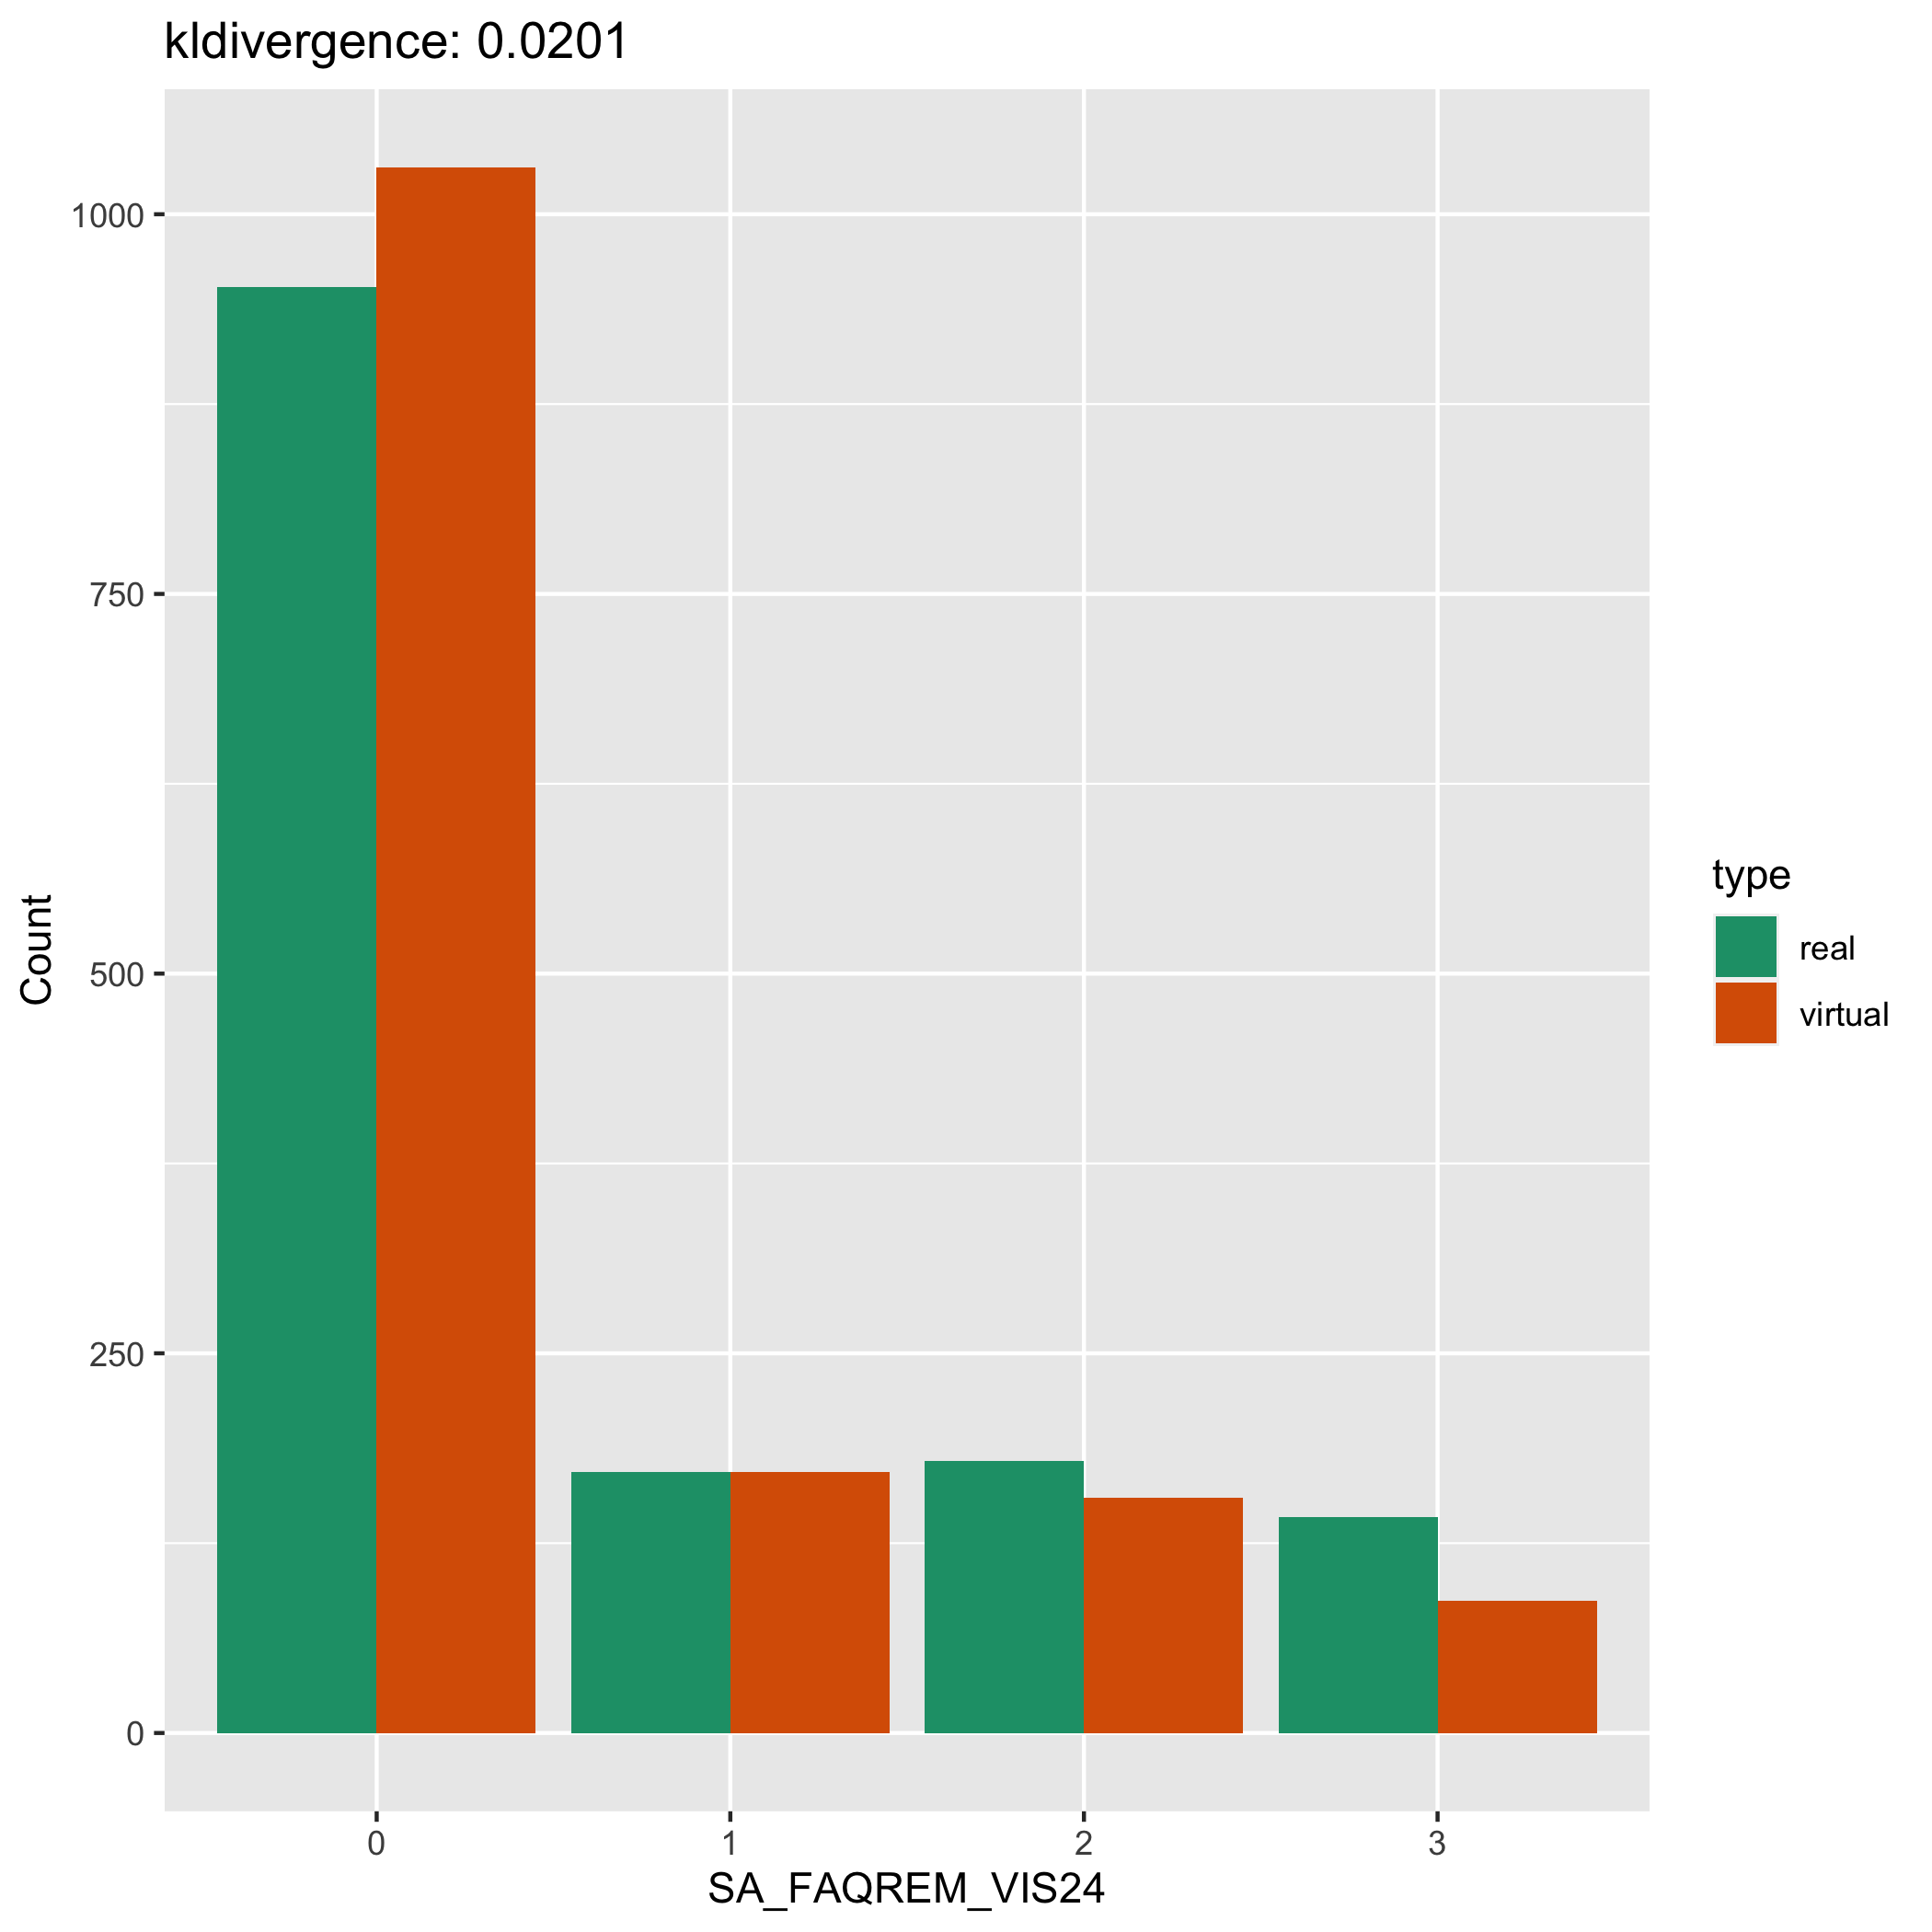 kldivergence: 0.0201
1000
750
500
250
0
Count
0 1 2 3
SA_FAQREM_VIS24
type
real
virtual